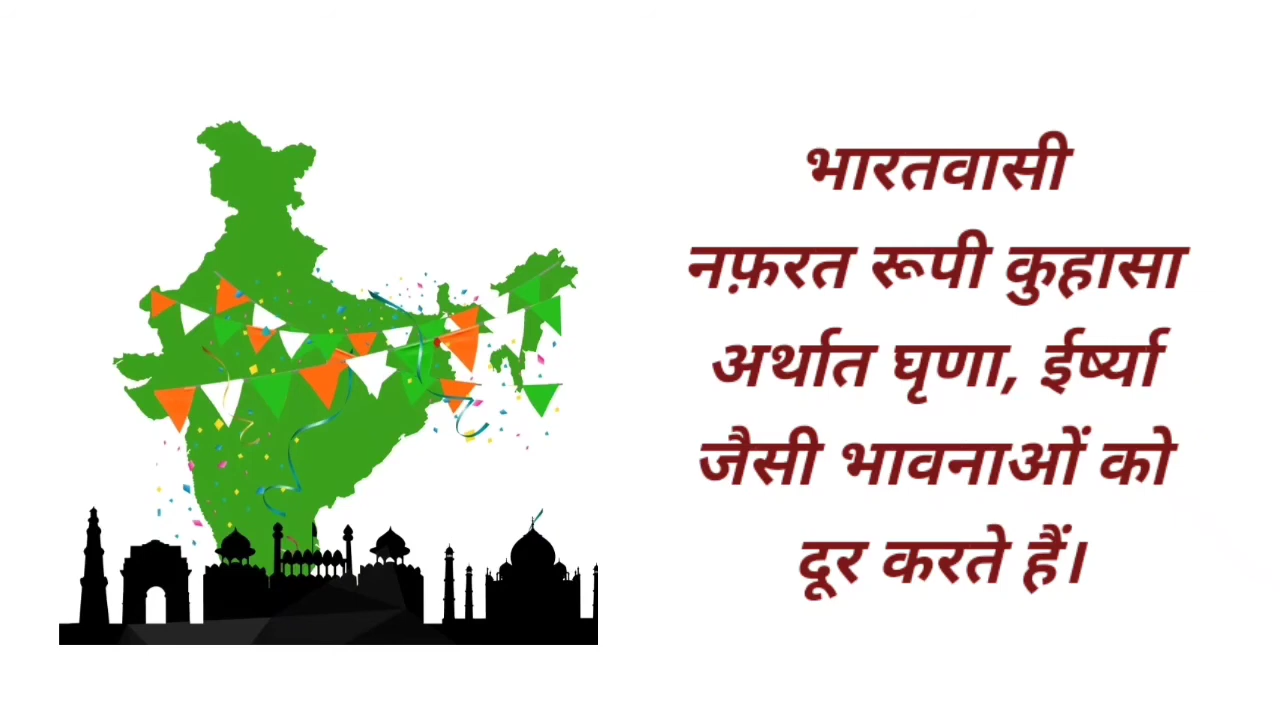 भारतवासी
नफ़रत रूपी कुहासा
अर्थात घृणा, ईर्ष्या
जैसी भावनाओं को
दूर करते हैं।